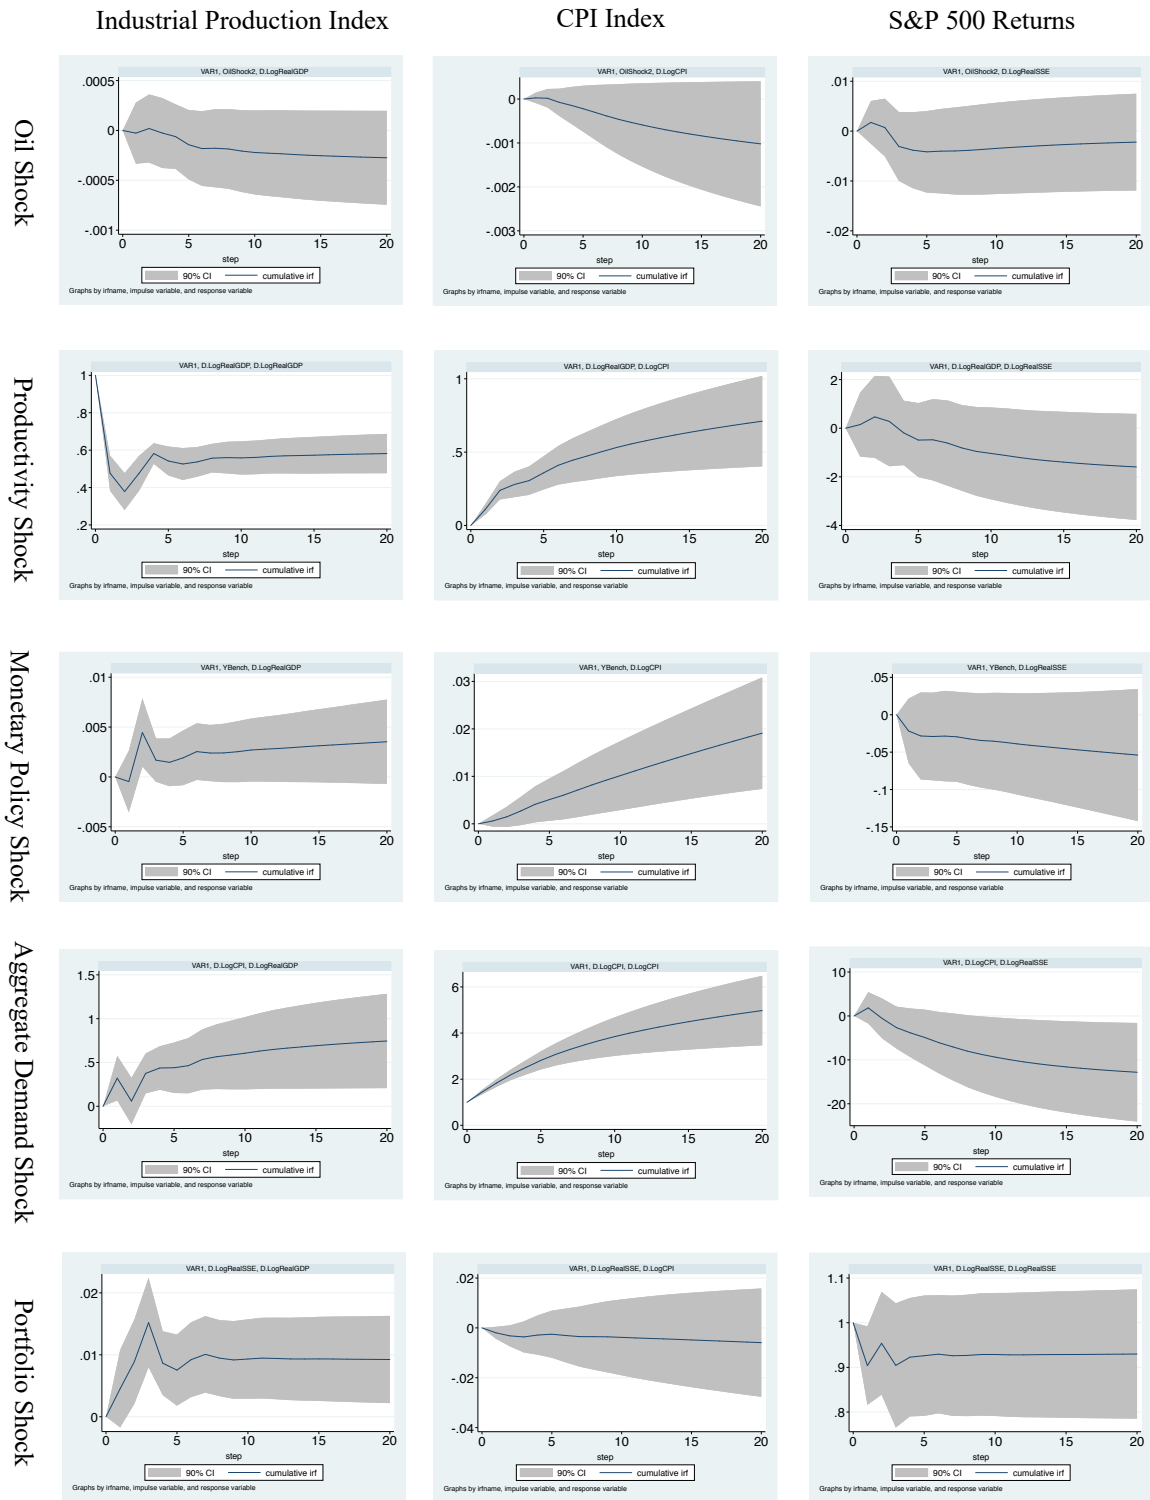 Industrial Production Index
CPI Index
S&P 500 Returns
Oil Shock
VAR1, OilShock2, D.LogRealGDP
.0005
0
-.0005
-.001
0 5 10 15 20
step
90% CI cumulative irf
Graphs by irfname, impulse variable, and response variable
VAR1, OilShock2, D.LogCPI
0
-.001
-.002
-.003
0 5 10 15 20
step
90% CI cumulative irf
Graphs by irfname, impulse variable, and response variable
VAR1, OilShock2, D.LogRealSSE
.01
0
-.01
-.02
0 5 10 15 20
step
90% CI cumulative irf
Graphs by irfname, impulse variable, and response variable
Productivity Shock
VAR1, D.LogRealGDP, D.LogRealGDP
1
.8
.6
.4
.2
0 5 10 15 20
step
90% CI cumulative irf
Graphs by irfname, impulse variable, and response variable
VAR1, D.LogRealGDP, D.LogCPI
1
.5
0
0 5 10 15 20
step
90% CI cumulative irf
Graphs by irfname, impulse variable, and response variable
VAR1, D.LogRealGDP, D.LogRealSSE
2
0
-2
-4
0 5 10 15 20
step
90% CI cumulative irf
Graphs by irfname, impulse variable, and response variable
Monetary Policy Shock
VAR1, YBench, D.LogRealGDP
.01
.005
0
-.005
0 5 10 15 20
step
90% CI cumulative irf
Graphs by irfname, impulse variable, and response variable
VAR1, YBench, D.LogCPI
.03
.02
.01
0
0 5 10 15 20
step
90% CI cumulative irf
Graphs by irfname, impulse variable, and response variable
VAR1, YBench, D.LogRealSSE
.05
0
-.05
-.1
-.15
0 5 10 15 20
step
90% CI cumulative irf
Graphs by irfname, impulse variable, and response variable
Aggregate Demand Shock
VAR1, D.LogCPI, D.LogRealGDP
1.5
1
.5
0
0 5 10 15 20
step
90% CI cumulative irf
Graphs by irfname, impulse variable, and response variable
VAR1, D.LogCPI, D.LogCPI
6
4
2
0
0 5 10 15 20
step
90% CI cumulative irf
Graphs by irfname, impulse variable, and response variable
VAR1, D.LogCPI, D.LogRealSSE
10
0
-10
-20
0 5 10 15 20
step
90% CI cumulative irf
Graphs by irfname, impulse variable, and response variable
Portfolio Shock
VAR1, D.LogRealSSE, D.LogRealGDP
.02
.01
0
0 5 10 15 20
step
90% CI cumulative irf
Graphs by irfname, impulse variable, and response variable
VAR1, D.LogRealSSE, D.LogCPI
.02
0
-.02
-.04
0 5 10 15 20
step
90% CI cumulative irf
Graphs by irfname, impulse variable, and response variable
VAR1, D.LogRealSSE, D.LogRealSSE
1.1
1
.9
.8
0 5 10 15 20
step
90% CI cumulative irf
Graphs by irfname, impulse variable, and response variable